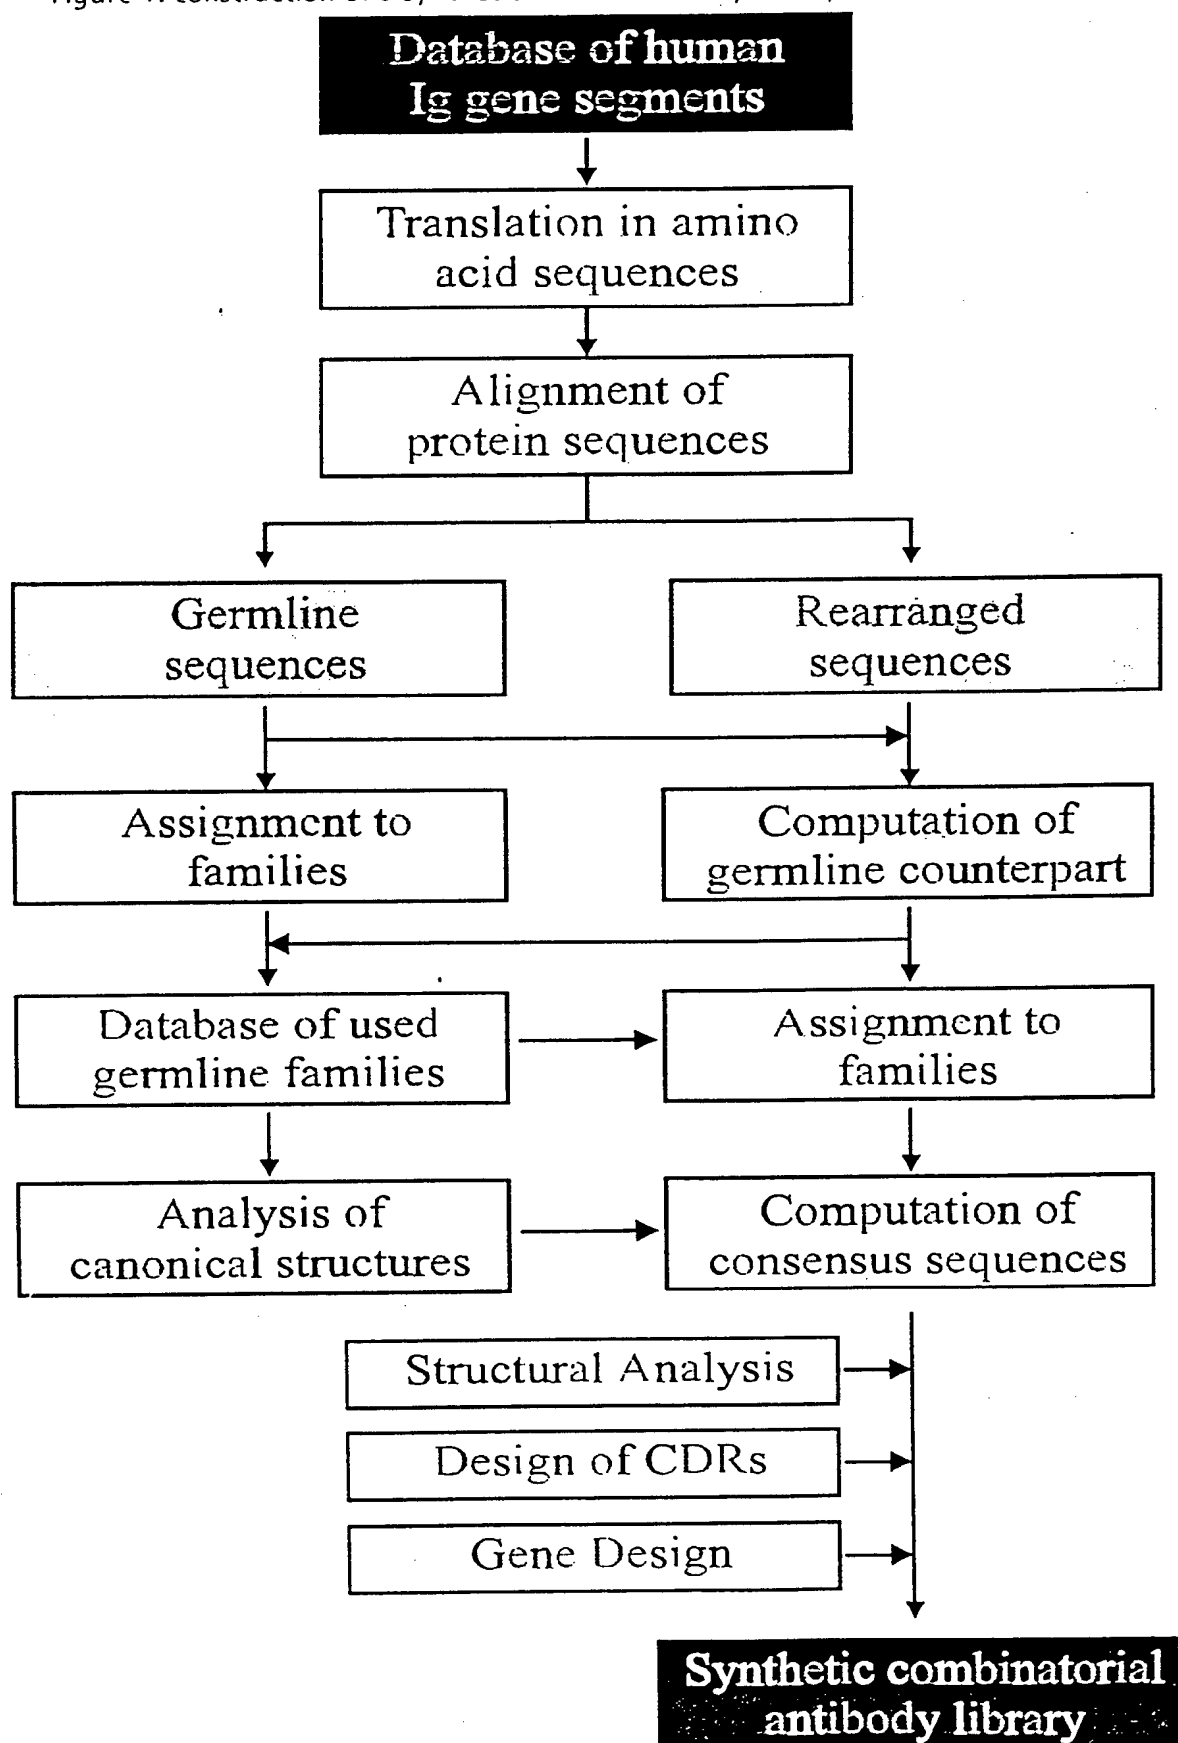 Database of human
Ig gene segments
Translation in amino
acid sequences
Alignment of
protein sequences
Germline
sequences
Rearranged
sequences
Assignment to
families
Computation of
germline counterpart
Database of used
germline families
Assignment to
families
Analysis of
canonical structures
Computation of
consensus sequences
Structural Analysis
Design of CDRs
Gene Design
Synthetic combinatorial
antibody library